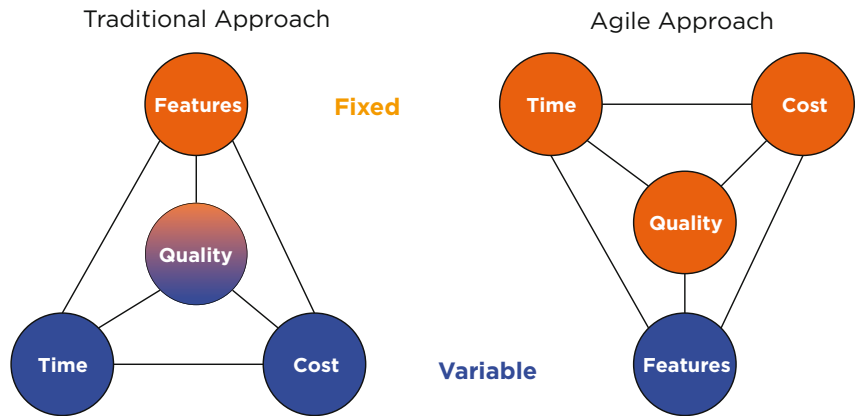 Traditional Approach
Agile Approach
Features
Fixed
Time
Cost
Quality
Quality
Time
Cost
Variable
Features